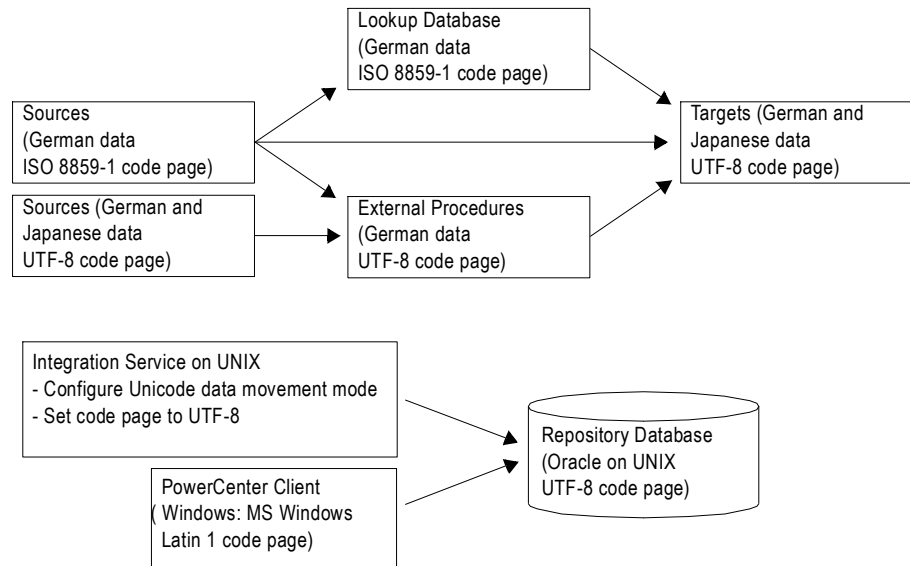 Lookup Database
(German data
ISO 8859-1 code page)
Sources
(German data
ISO 8859-1 code page)
Targets (German and
Japanese data
UTF-8 code page)
Sources (German and
Japanese data
UTF-8 code page)
External Procedures
(German data
UTF-8 code page)
Integration Service on UNIX
- Configure Unicode data movement mode
- Set code page to UTF-8
Repository Database
(Oracle on UNIX
UTF-8 code page)
PowerCenter Client
( Windows: MS Windows
Latin 1 code page)